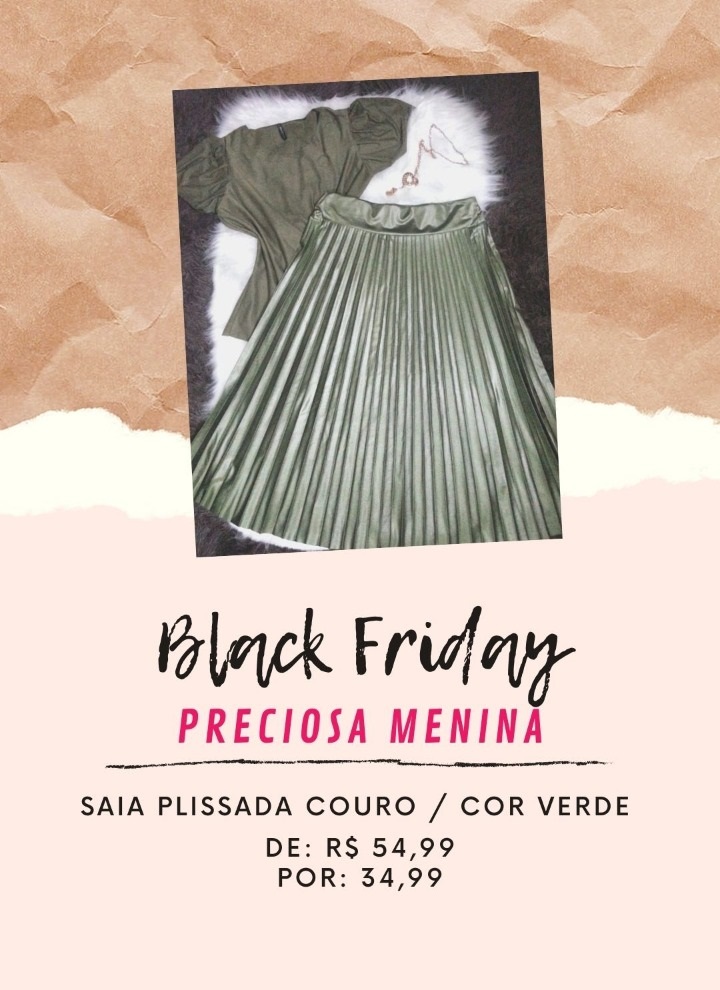 Black Friday
PRECIOSA MENINA
SAIA PLISSADA COURO / COR VERDE
DE: R$ 54,99
POR: 34,99